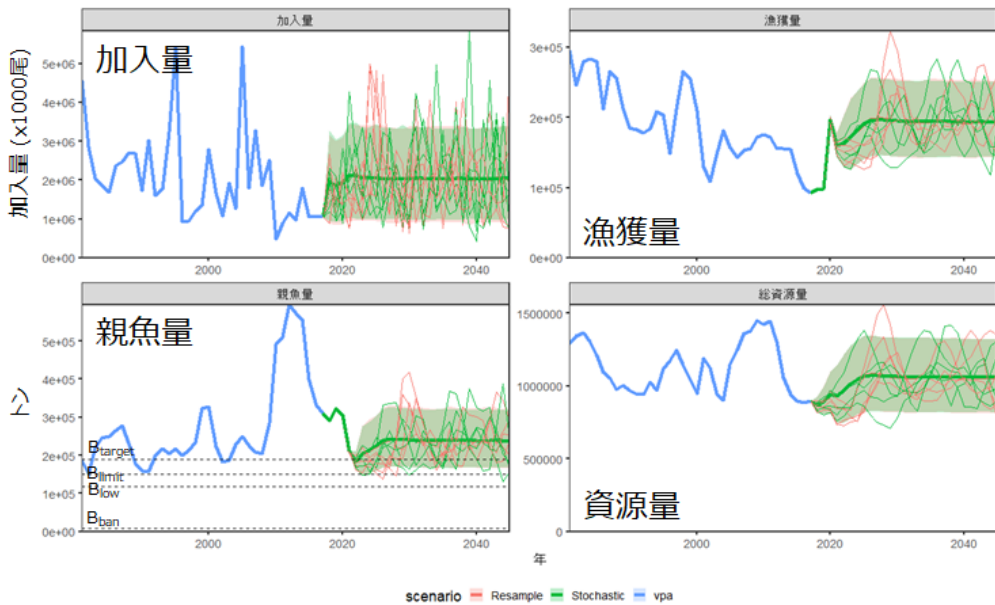 加入量
漁獲量
加入量 (x1000尾)
5e+06
4e+06
3e+06
2e+06
1e+06
0e+00
加入量
2000
2020
2040
3e+05
2e+05
1e+05
0e+00
漁獲量
2000
2020
2040
親魚量
総資源量
トン
5e+05
4e+05
3e+05
2e+05
1e+05
0e+00
親魚量
Btarget
Blimit
Blow
Bban
2000
2020
2040
1500000
1000000
500000
0
資源量
2000
2020
2040
年
scenario Resample Stochastic vpa